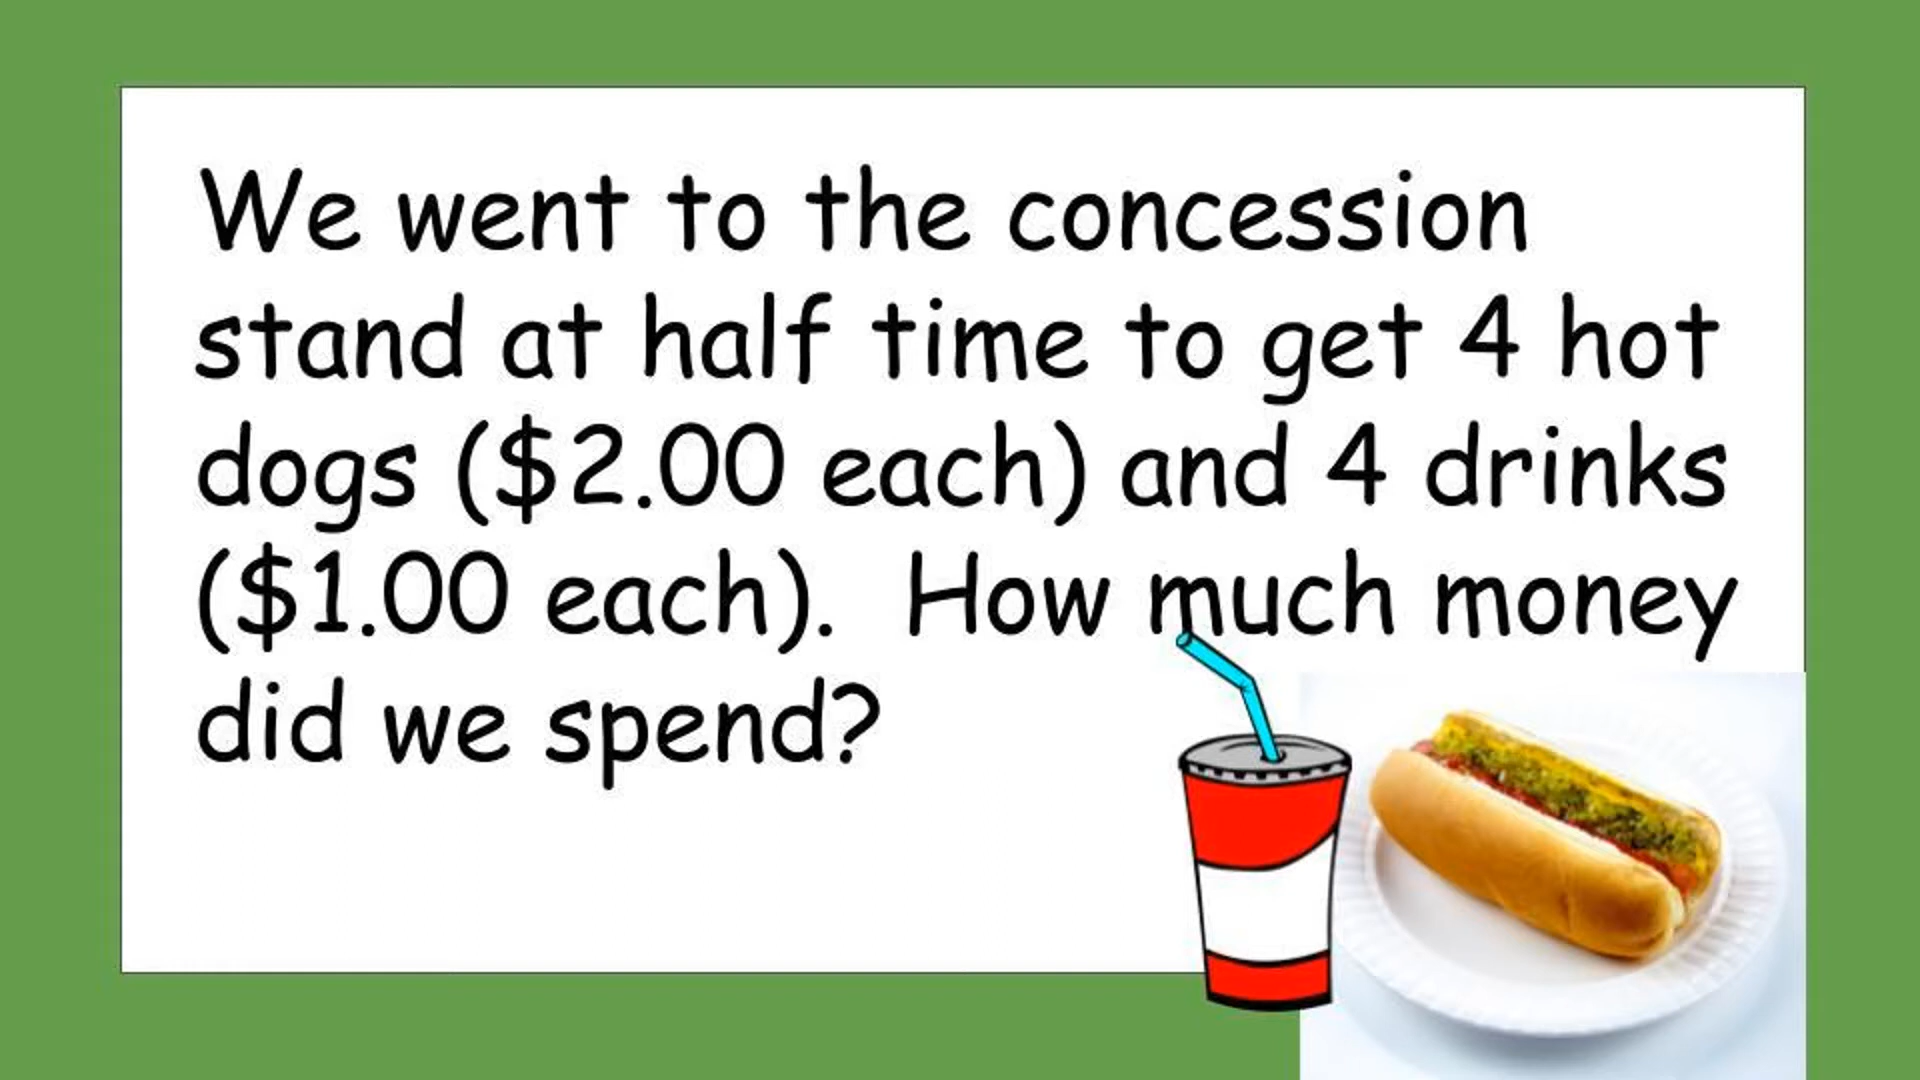 We went to the concession
stand at half time to get 4 hot
dogs ($2.00 each) and 4 drinks
($1.00 each).  How much money
did we spend?